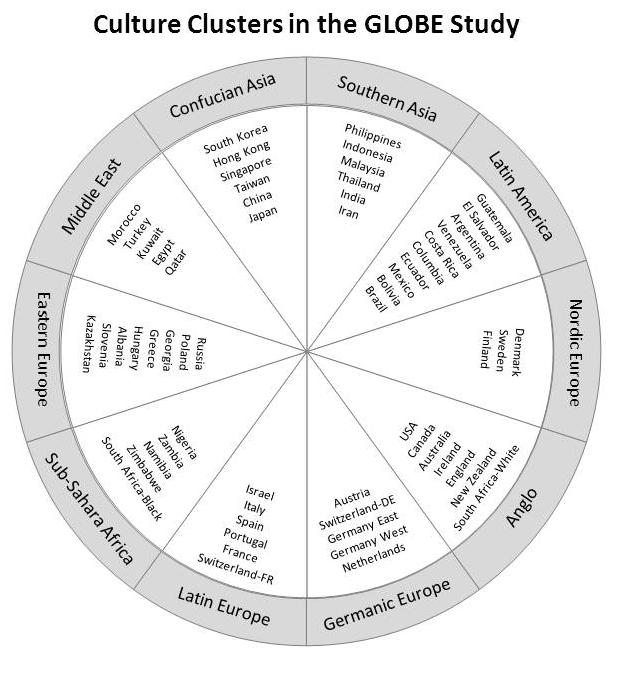 Culture Clusters in the GLOBE Study
Confucian Asia
South Korea
Hong Kong
Singapore
Taiwan
China
Japan
Southern Asia
Philippines
Indonesia
Malaysia
Thailand
India
Iran
Latin America
Guatemala
El Salvador
Argentina
Venezuela
Costa Rica
Columbia
Ecuador
Mexico
Bolivia
Brazil
Nordic Europe
Denmark
Sweden
Finland
Anglo
USA
Canada
Australia
Ireland
England
New Zealand
South Africa-White
Germanic Europe
Austria
Switzerland-DE
Germany East
Germany West
Netherlands
Latin Europe
Israel
Italy
Spain
Portugal
France
Switzerland-FR
Sub-Sahara Africa
Nigeria
Zambia
Namibia
Zimbabwe
South Africa-Black
Eastern Europe
Russia
Poland
Georgia
Greece
Hungary
Albania
Slovenia
Kazakhstan
Middle East
Morocco
Turkey
Kuwait
Egypt
Qatar